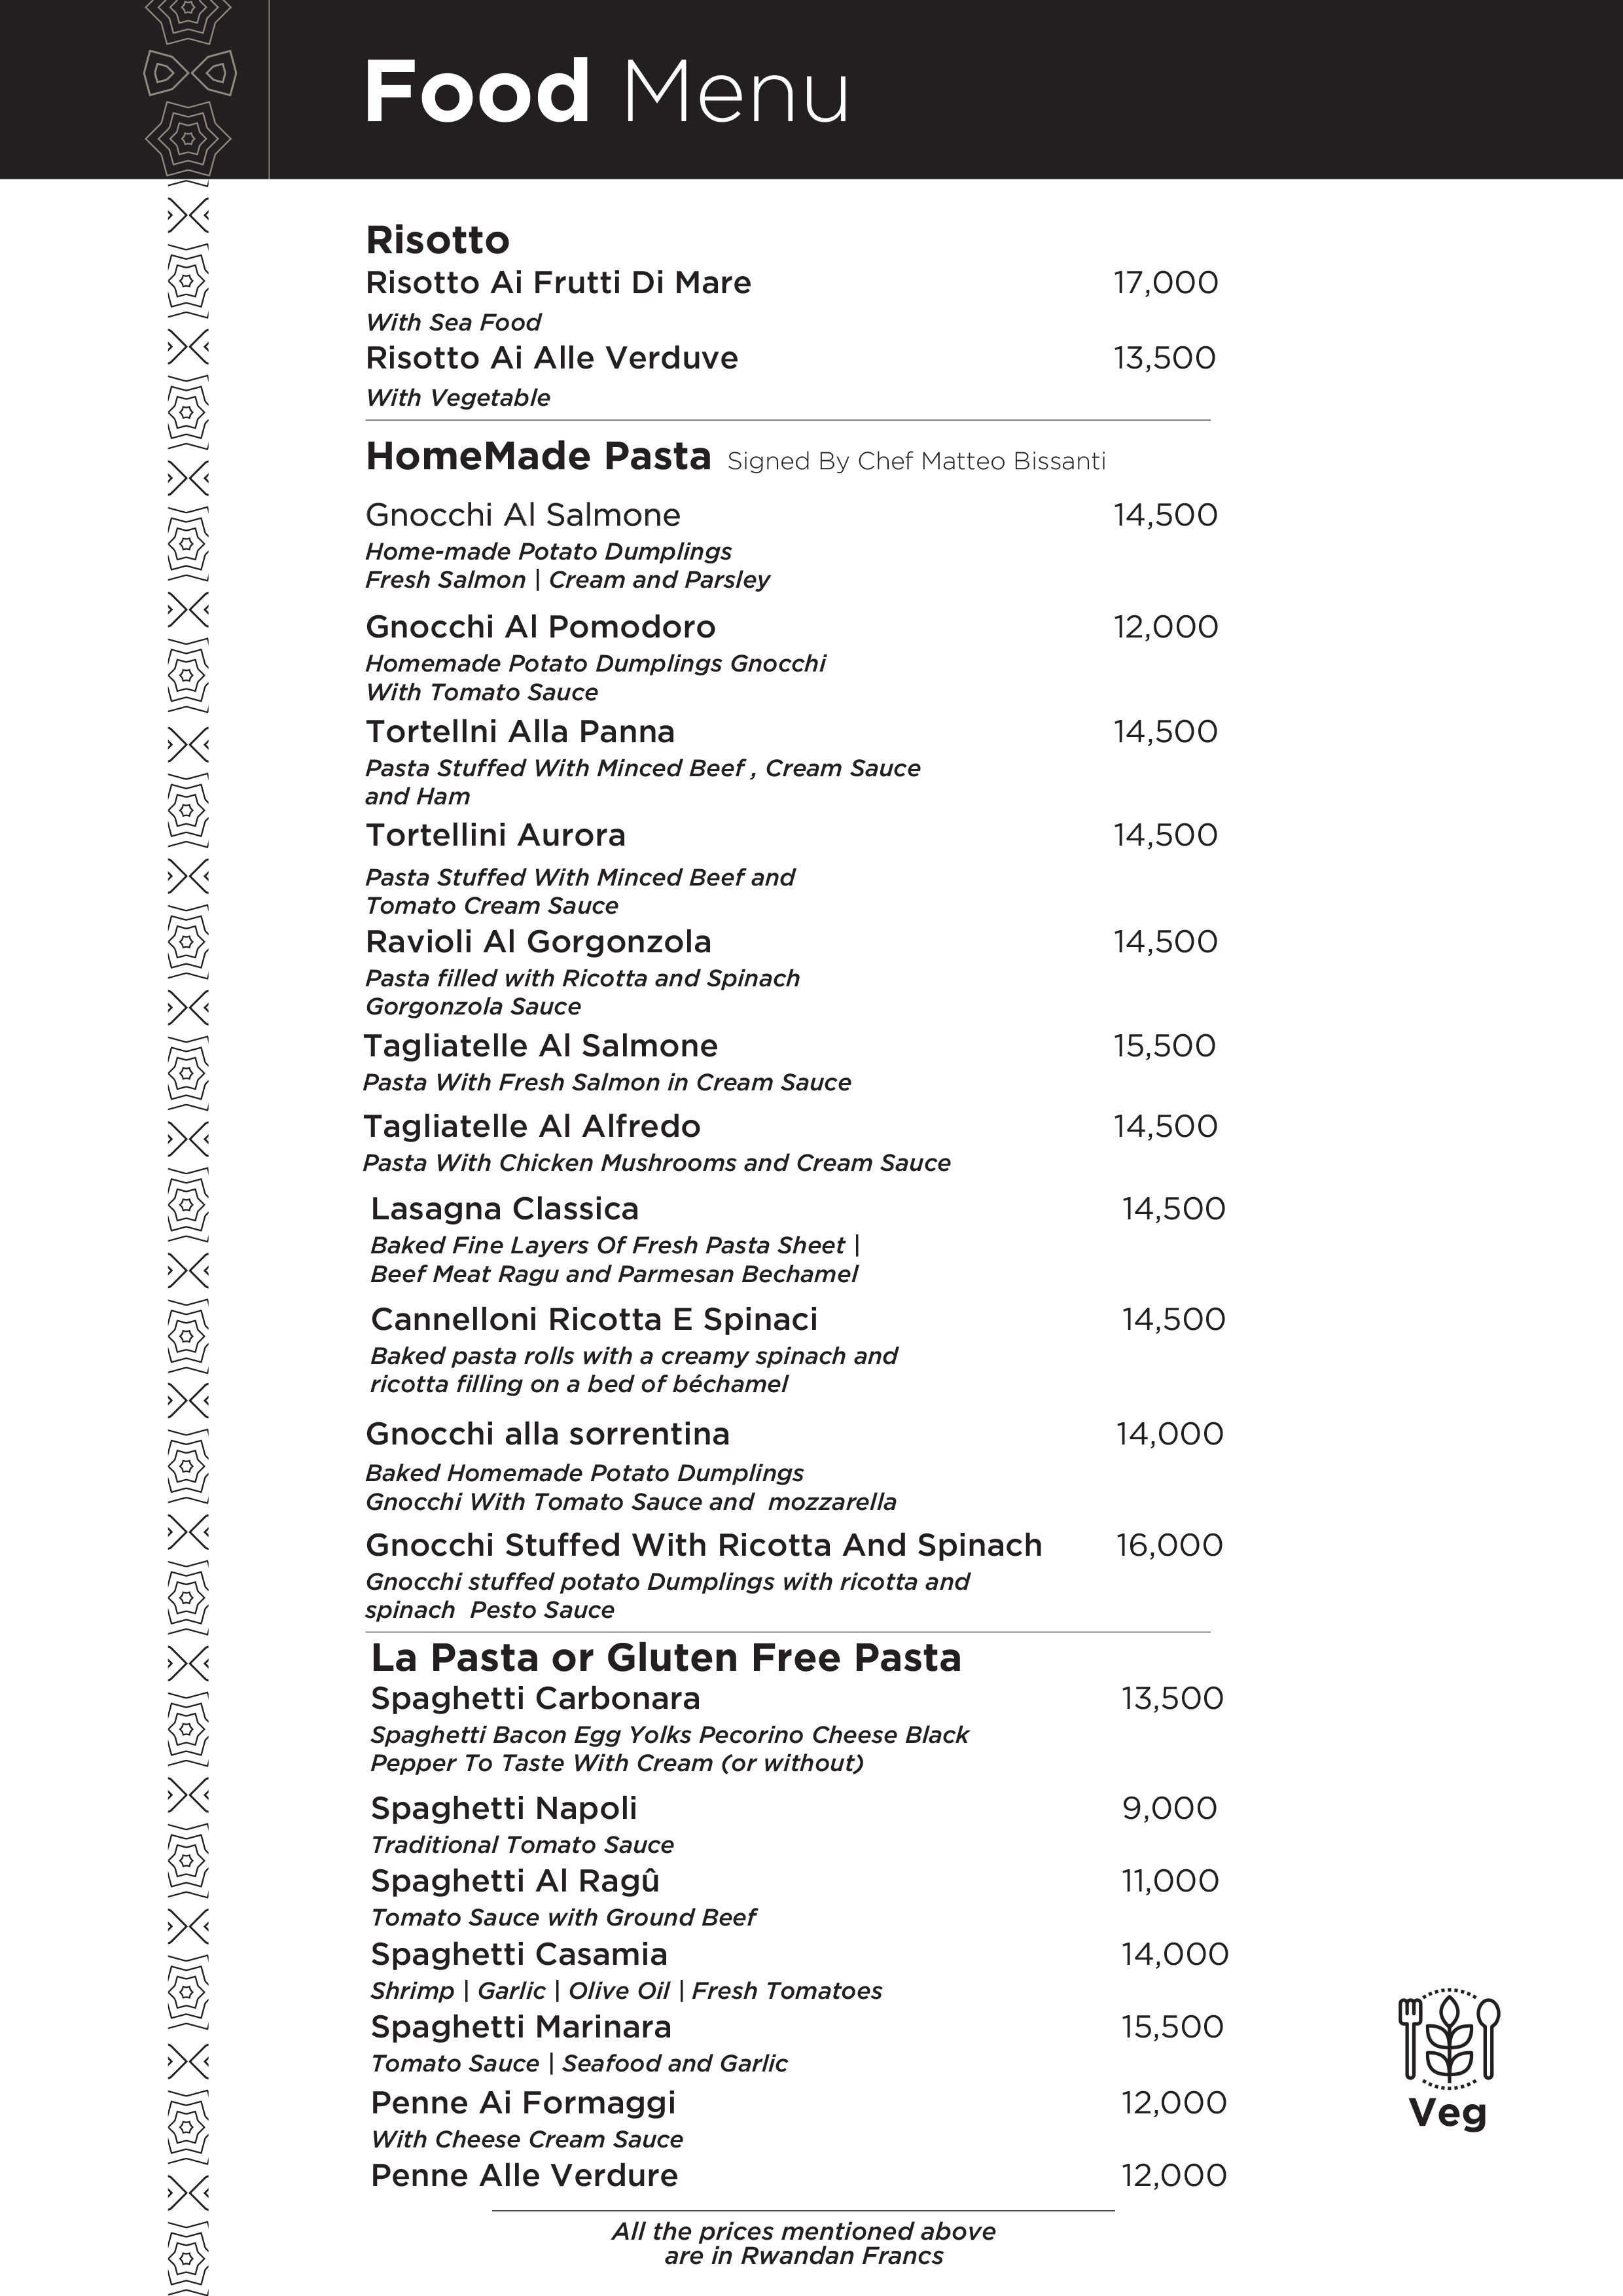 Food Menu
Risotto
Risotto Ai Frutti Di Mare 17,000
With Sea Food
Risotto Ai Alle Verduve 13,500
With Vegetable
HomeMade Pasta Signed By Chef Matteo Bissanti
Gnocchi Al Salmone 14,500
Home-made Potato Dumplings
Fresh Salmon | Cream and Parsley
Gnocchi Al Pomodoro 12,000
Homemade Potato Dumplings Gnocchi
With Tomato Sauce
Tortellni Alla Panna 14,500
Pasta Stuffed With Minced Beef , Cream Sauce
and Ham
Tortellini Aurora 14,500
Pasta Stuffed With Minced Beef and
Tomato Cream Sauce
Ravioli Al Gorgonzola 14,500
Pasta filled with Ricotta and Spinach
Gorgonzola Sauce
Tagliatelle Al Salmone 15,500
Pasta With Fresh Salmon in Cream Sauce
Tagliatelle Al Alfredo 14,500
Pasta With Chicken Mushrooms and Cream Sauce
Lasagna Classica 14,500
Baked Fine Layers Of Fresh Pasta Sheet |
Beef Meat Ragu and Parmesan Bechamel
Cannelloni Ricotta E Spinaci 14,500
Baked pasta rolls with a creamy spinach and
ricotta filling on a bed of béchamel
Gnocchi alla sorrentina 14,000
Baked Homemade Potato Dumplings
Gnocchi With Tomato Sauce and mozzarella
Gnocchi Stuffed With Ricotta And Spinach 16,000
Gnocchi stuffed potato Dumplings with ricotta and
spinach Pesto Sauce
La Pasta or Gluten Free Pasta
Spaghetti Carbonara 13,500
Spaghetti Bacon Egg Yolks Pecorino Cheese Black
Pepper To Taste With Cream (or without)
Spaghetti Napoli 9,000
Traditional Tomato Sauce
Spaghetti Al Ragû 11,000
Tomato Sauce with Ground Beef
Spaghetti Casamia 14,000
Shrimp | Garlic | Olive Oil | Fresh Tomatoes
Spaghetti Marinara 15,500
Tomato Sauce | Seafood and Garlic
Penne Ai Formaggi 12,000
With Cheese Cream Sauce
Penne Alle Verdure 12,000
Veg
All the prices mentioned above
are in Rwandan Francs